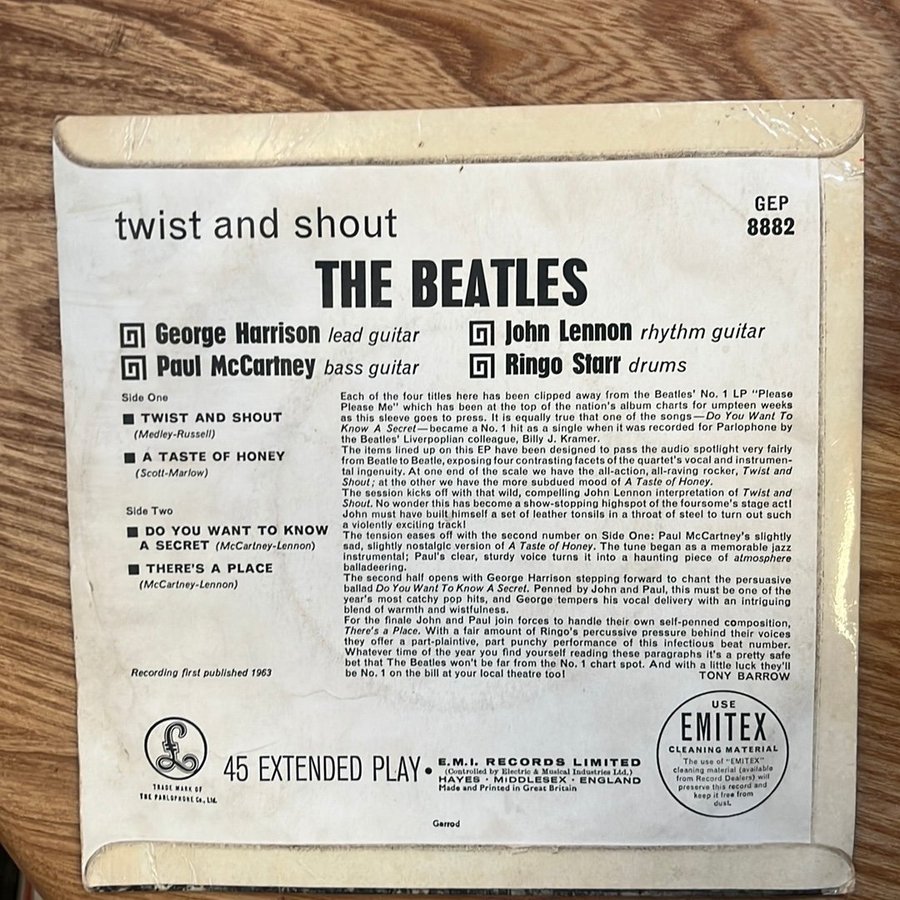 twist and shout
GEP
8882
THE BEATLES
George Harrison lead guitar
John Lennon rhythm guitar
Paul McCartney bass guitar
Ringo Starr drums
Side One
TWIST AND SHOUT
(Medley-Russell)
A TASTE OF HONEY
(Scott-Marlow)
Side Two
DO YOU WANT TO KNOW
A SECRET (McCartney-Lennon)
THERE'S A PLACE
(McCartney-Lennon)
Recording first published 1963
Each of the four titles here has been clipped away from the Beatles' No. 1 LP "Please
Please Me" which has been at the top of the nation's album charts for umpteen weeks
as this sleeve goes to press. It is equally true that one of the songs—Do You Want To
Know A Secret—became a No. 1 hit as a single when it was recorded for Parlophone by
the Beatles' Liverpoplian colleague, Billy J. Kramer.
The items lined up on this EP have been designed to pass the audio spotlight very fairly
from Beatle to Beatle, exposing four contrasting facets of the quartet's vocal and instrumen-
tal ingenuity. At one end of the scale we have the all-action, all-raving rocker, Twist and
Shout; at the other we have the more subdued mood of A Taste of Honey.
The session kicks off with that wild, compelling John Lennon interpretation of Twist and
Shout. No wonder this has become a show-stopping highspot of the foursome's stage act!
John must have built himself a set of leather tonsils in a throat of steel to turn out such
a violently exciting track!
The tension eases off with the second number on Side One: Paul McCartney's slightly
sad, slightly nostalgic version of A Taste of Honey. The tune began as a memorable jazz
instrumental; Paul's clear, sturdy voice turns it into a haunting piece of atmosphere
balladeering.
The second half opens with George Harrison stepping forward to chant the persuasive
ballad Do You Want To Know A Secret. Penned by John and Paul, this must be one of the
year's most catchy pop hits, and George tempers his vocal delivery with an intriguing
blend of warmth and wistfulness.
For the finale John and Paul join forces to handle their own self-penned composition,
There's a Place. With a fair amount of Ringo's percussive pressure behind their voices
they offer a part-plaintive, part punchy performance of this infectious beat number.
Whatever time of the year you find yourself reading these paragraphs it's a pretty safe
bet that The Beatles won't be far from the No. 1 chart spot. And with a little luck they'll
be No. 1 on the bill at your local theatre too!
TONY BARROW
£
TRADE MARK OF
THE PARLOPHONE Co., Ltd.
45 EXTENDED PLAY •
E.M.I. RECORDS LIMITED
(Controlled by Electric & Musical Industries Ltd.)
HAYES · MIDDLESEX · ENGLAND
Made and Printed in Great Britain
USE
EMITEX
CLEANING MATERIAL
The use of "EMITEX"
cleaning material (available
from Record Dealers) will
preserve this record and
keep it free from
dust.
Garrod